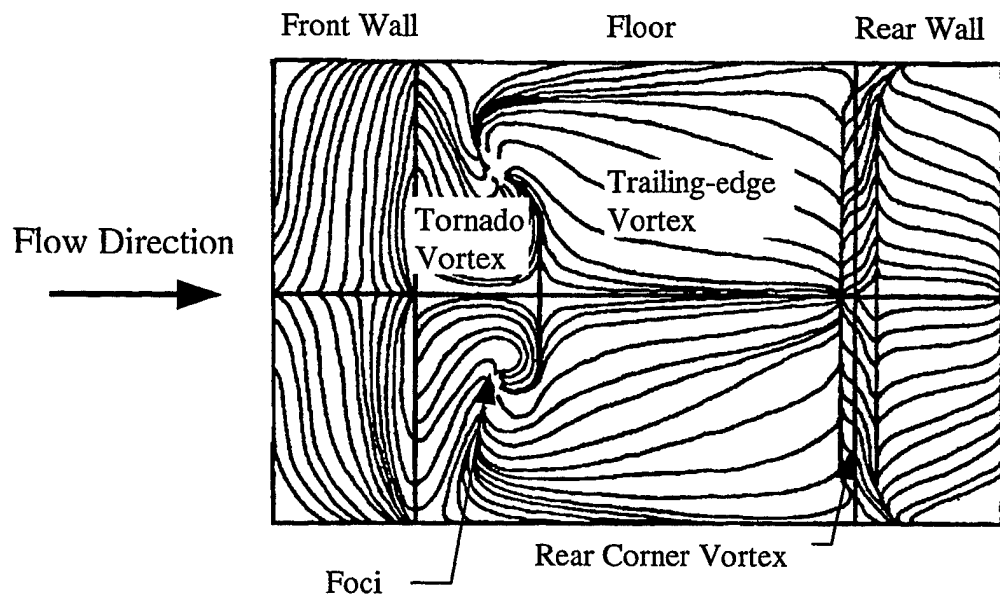 Front Wall
Floor
Rear Wall
Trailing-edge
Vortex
Tornado
Vortex
Flow Direction
Rear Corner Vortex
Foci